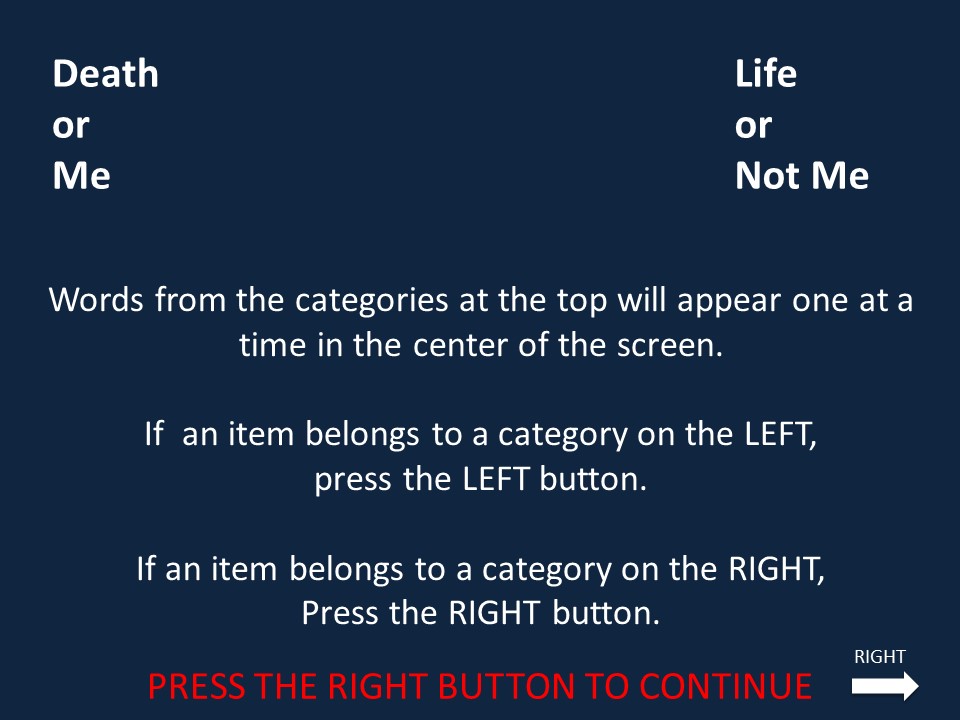 Death
or
Me
Life
or
Not Me
Words from the categories at the top will appear one at a
time in the center of the screen.
If  an item belongs to a category on the LEFT,
press the LEFT button.
If an item belongs to a category on the RIGHT,
Press the RIGHT button.
RIGHT
PRESS THE RIGHT BUTTON TO CONTINUE